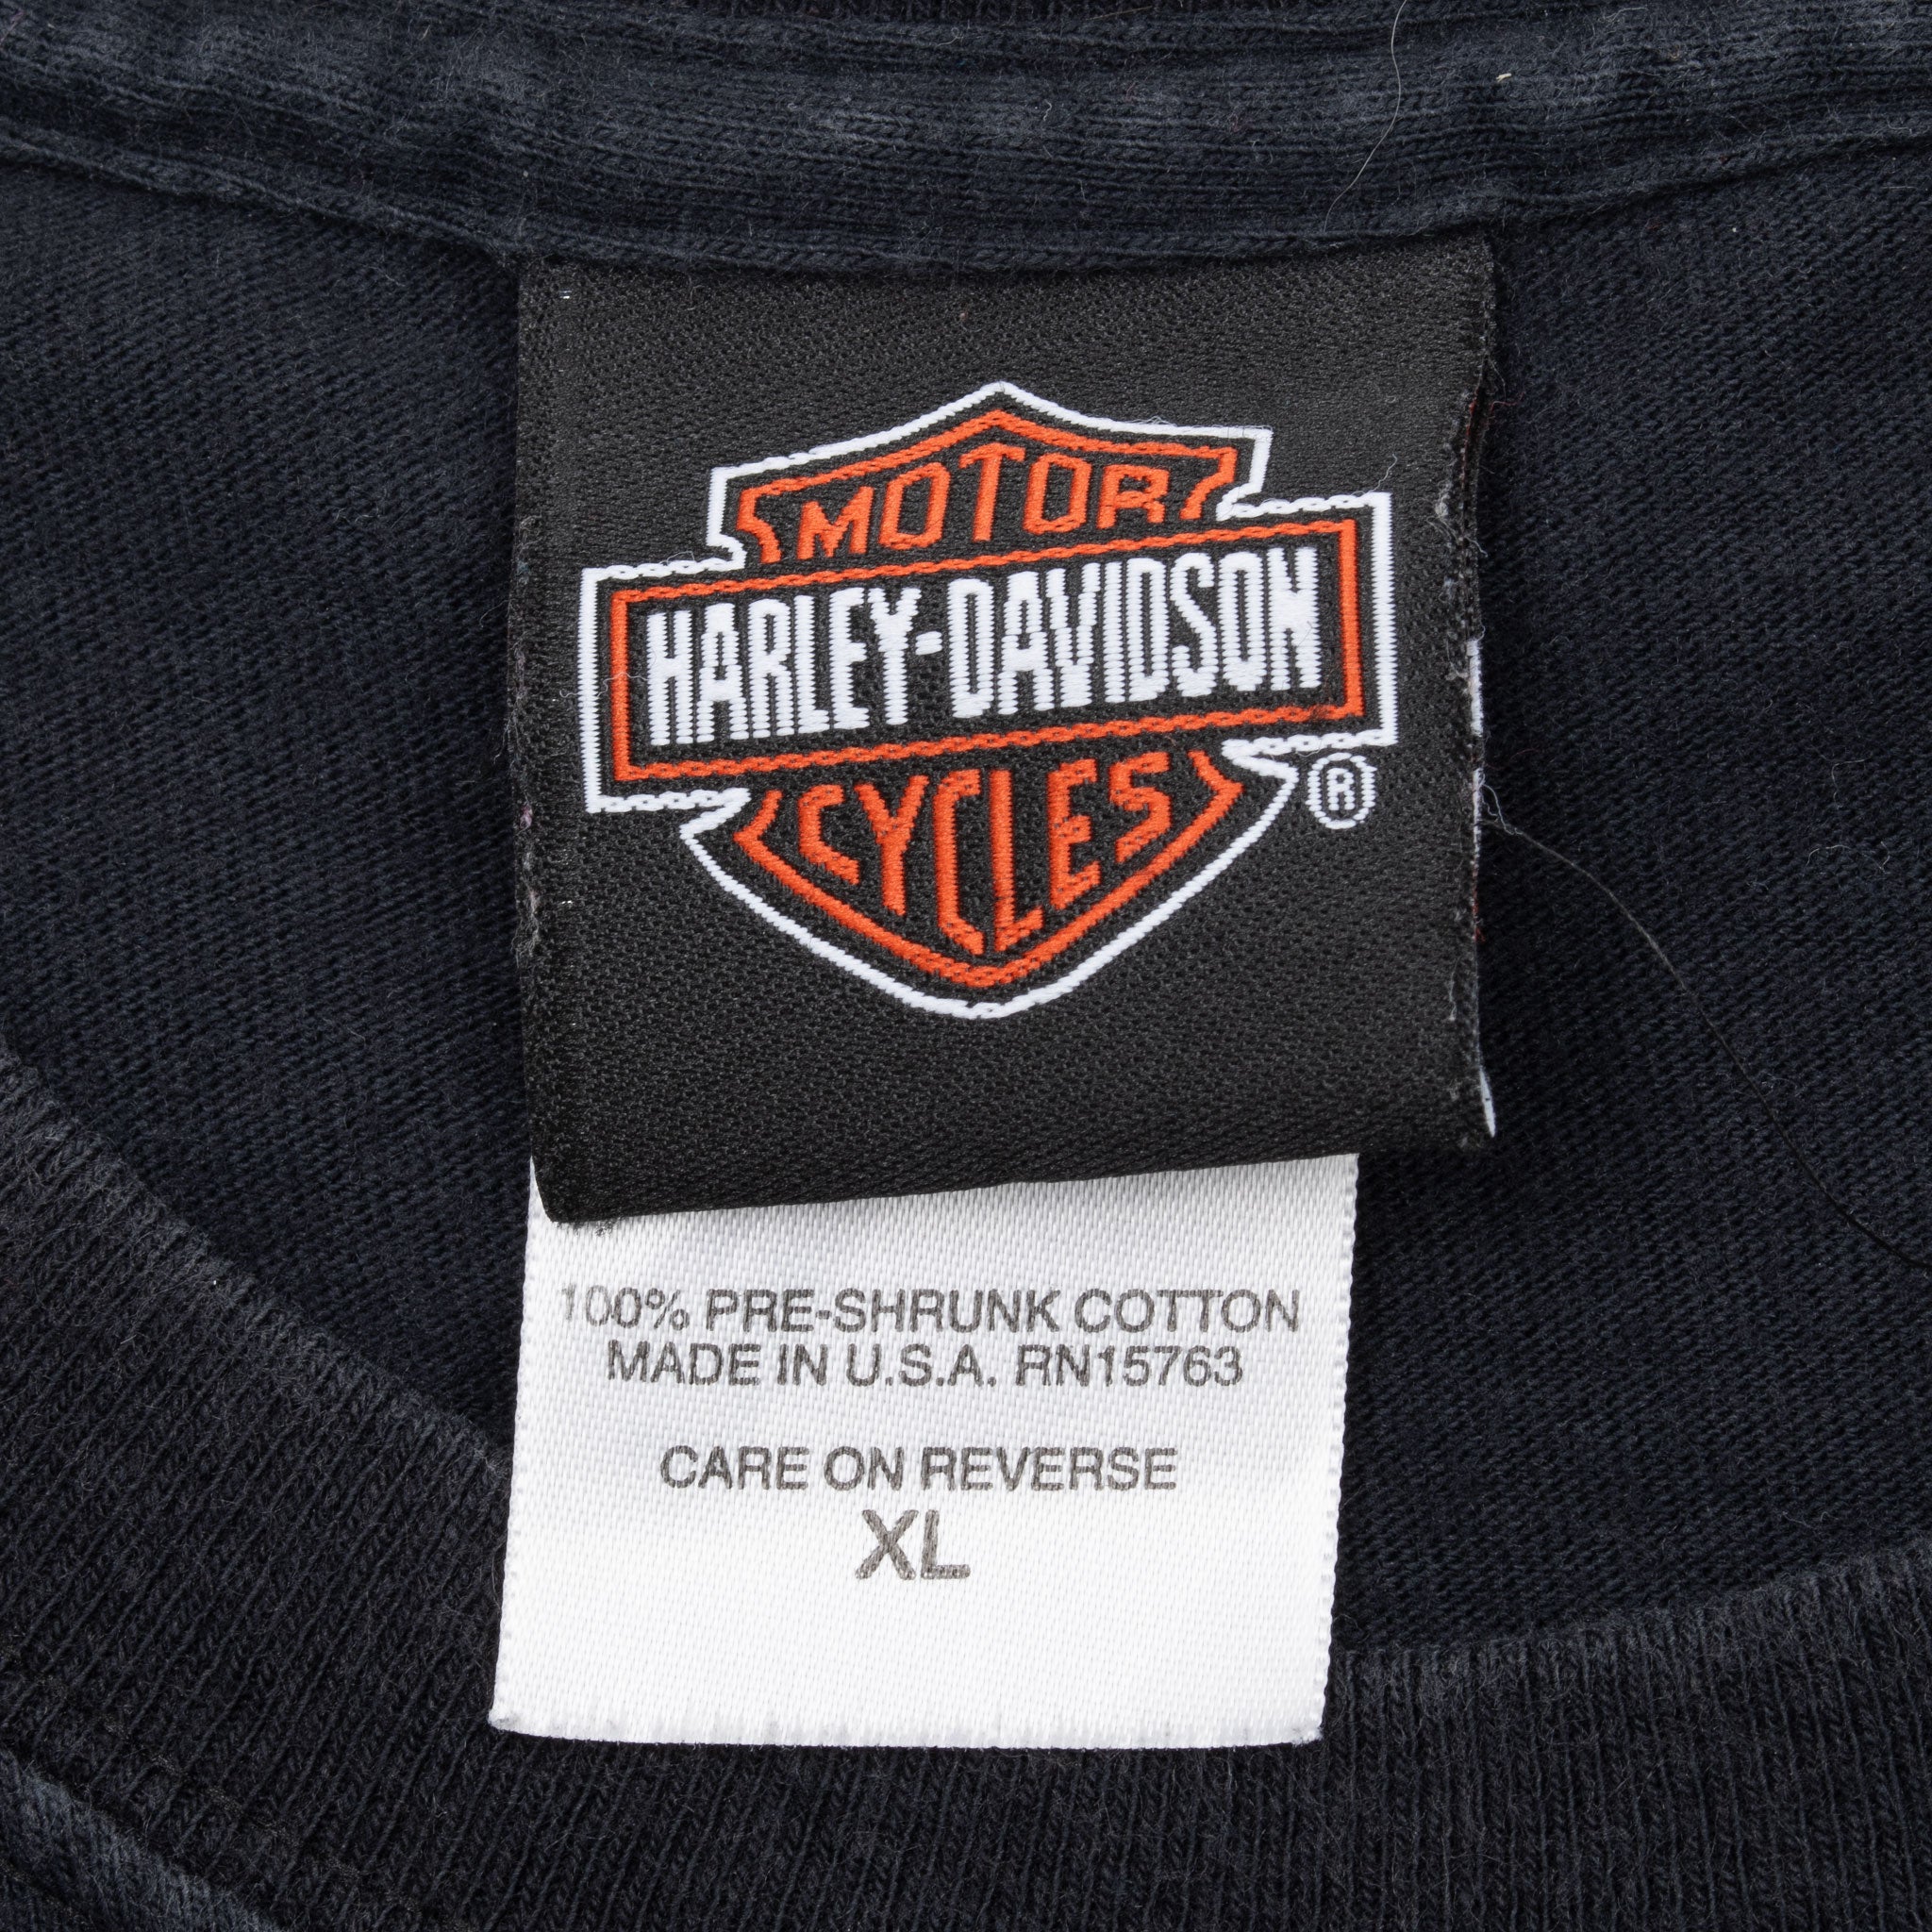 MOTOR
HARLEY-DAVIDSON
CYCLES
®
100% PRE-SHRUNK COTTON
MADE IN U.S.A. RN15763
CARE ON REVERSE
XL